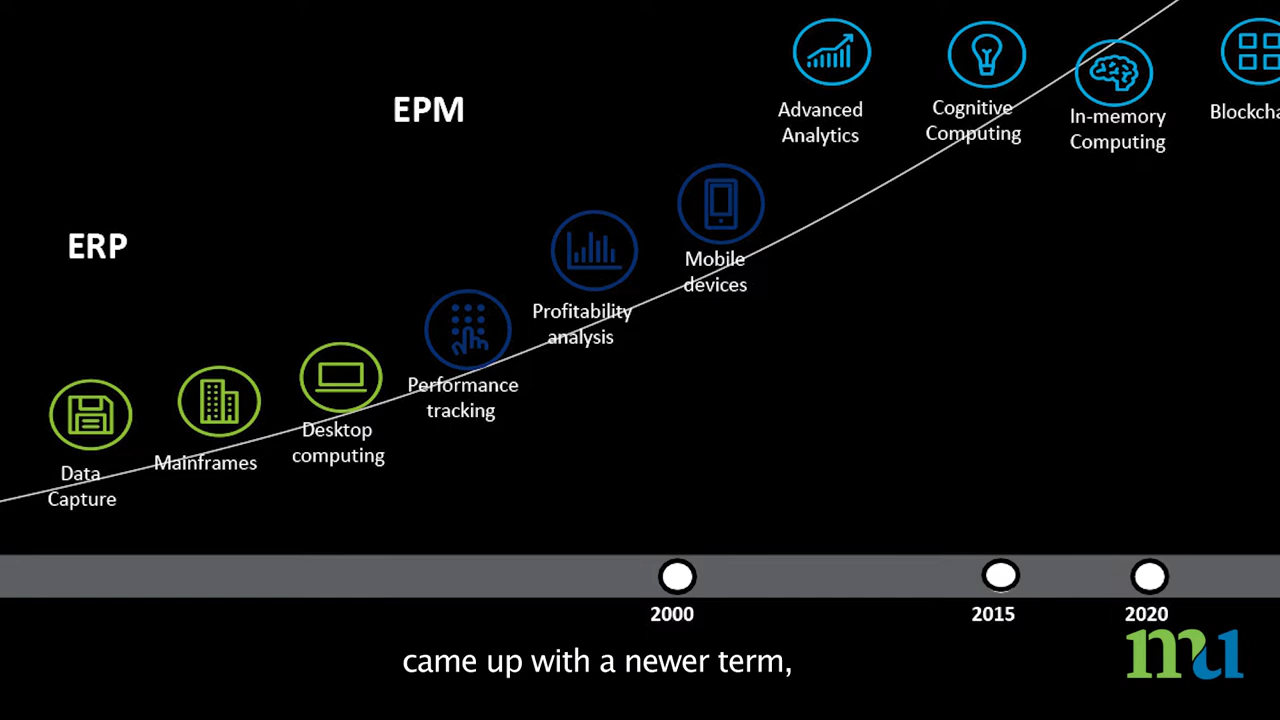 EPM
Advanced
Analytics
Cognitive
Computing
In-memory
Computing
Blockcha
ERP
Mobile
devices
Profitability
analysis
Performance
tracking
Desktop
computing
Mainframes
Data
Capture
2000
2015
2020
came up with a newer term,
mu